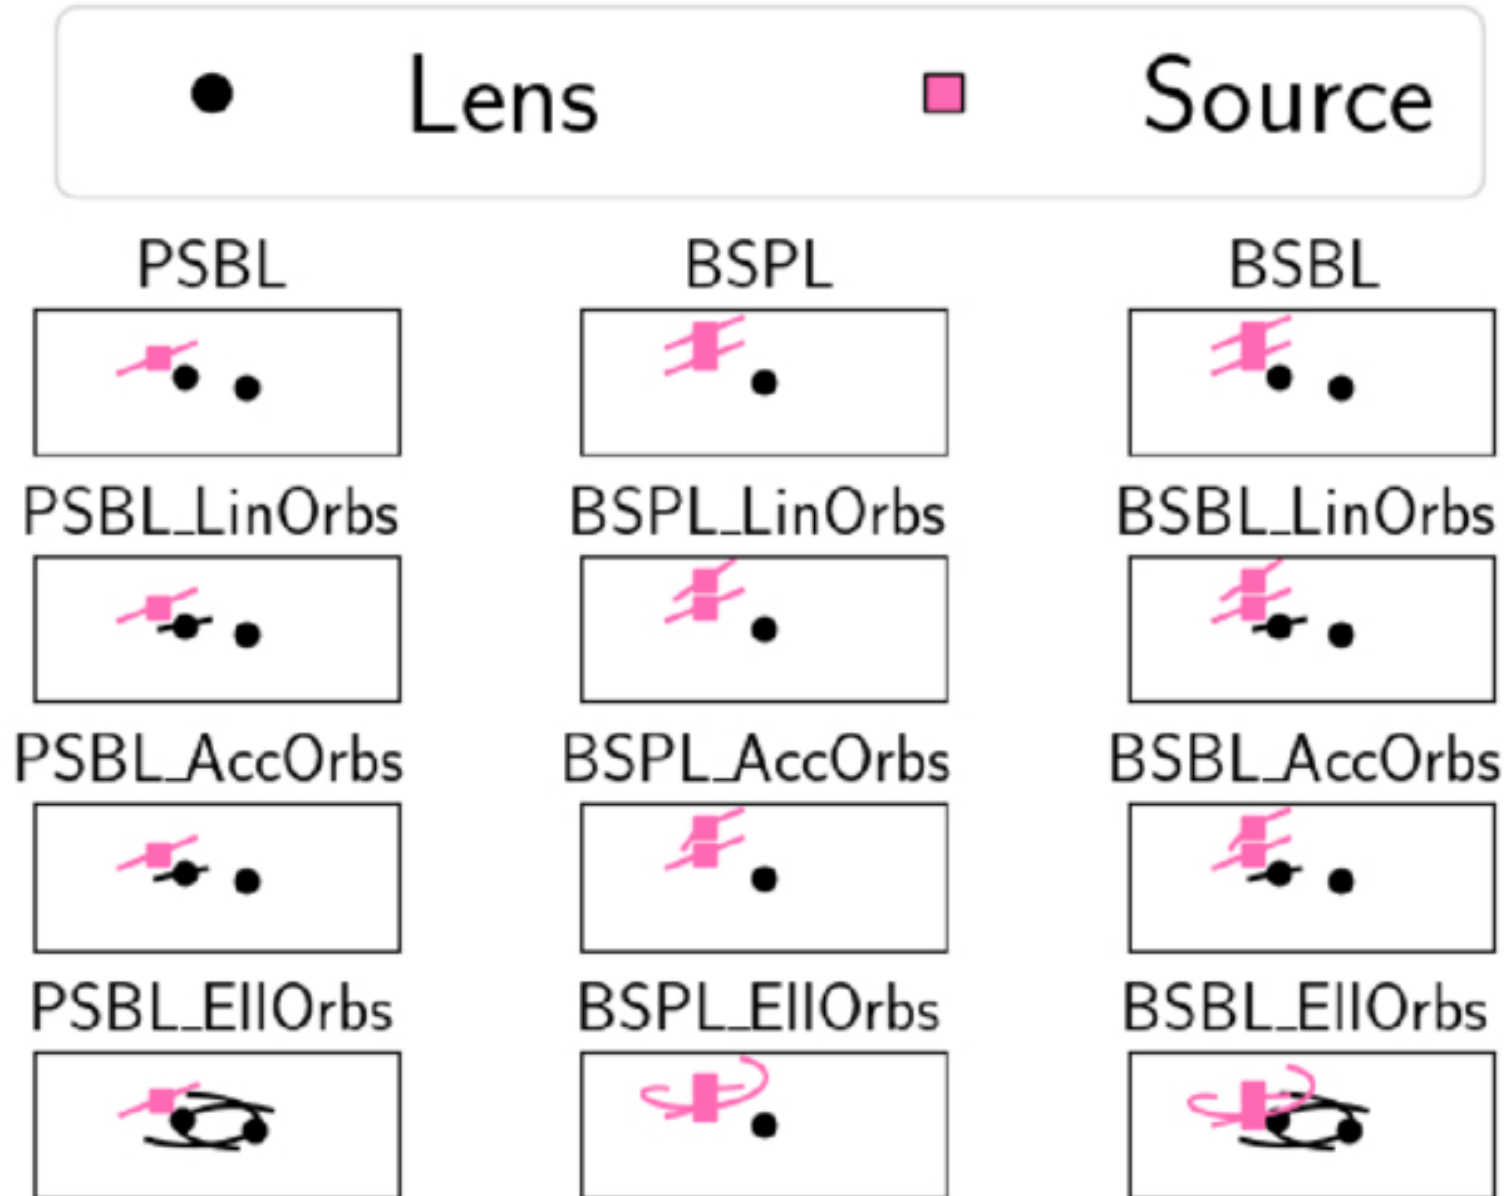 Lens Source
PSBL BSPL BSBL
PSBL_LinOrbs BSPL_LinOrbs BSBL_LinOrbs
PSBL_AccOrbs BSPL_AccOrbs BSBL_AccOrbs
PSBL_EllOrbs BSPL_EllOrbs BSBL_EllOrbs